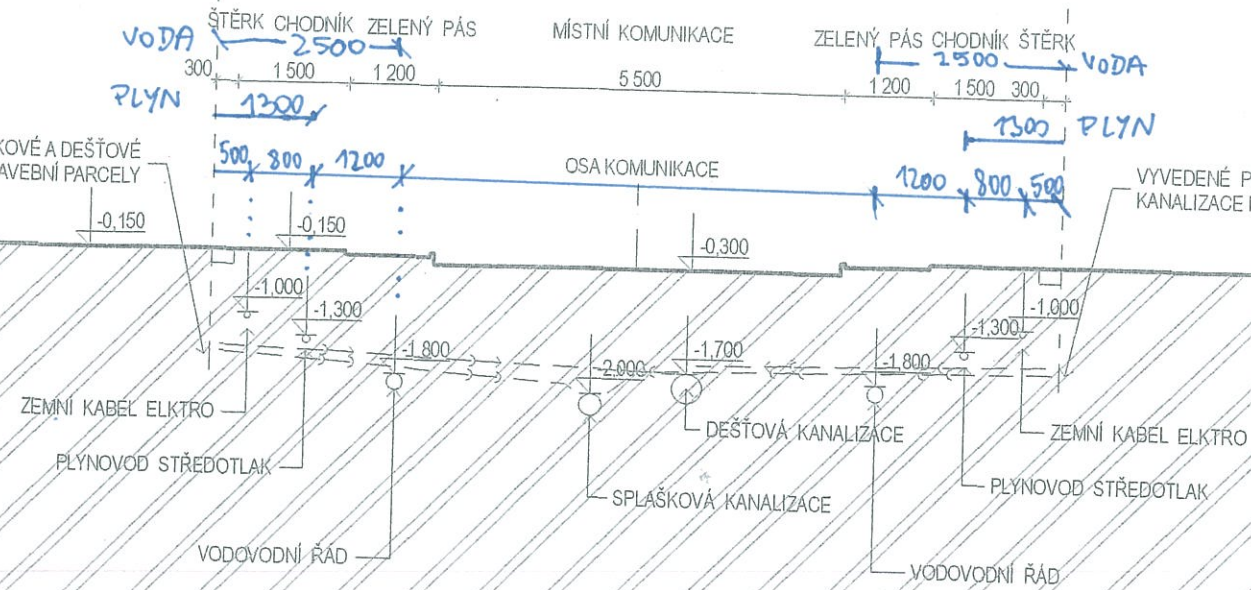 ŠTĚRK CHODNÍK ZELENÝ PÁS
MÍSTNÍ KOMUNIKACE
ZELENÝ PÁS CHODNÍK ŠTĚRK
VODA
2500
2500
VODA
300
1 500
1 200
5 500
1 200
1 500
300
PLYN
1300
1300
PLYN
KOVÉ A DEŠŤOVÉ
AVEBNÍ PARCELY
500
800
1200
OSA KOMUNIKACE
1200
800
500
VYVEDENÉ P
KANALIZACE
-0,150
-0,150
-0,300
-1,000
-1,000
-1,300
-1,300
-1,800
-2,000
-1,700
-1,800
ZEMNÍ KABEL ELKTRO
DEŠŤOVÁ KANALIZACE
ZEMNÍ KABEL ELKTRO
PLYNOVOD STŘEDOTLAK
SPLAŠKOVÁ KANALIZACE
PLYNOVOD STŘEDOTLAK
VODOVODNÍ ŘÁD
VODOVODNÍ ŘÁD